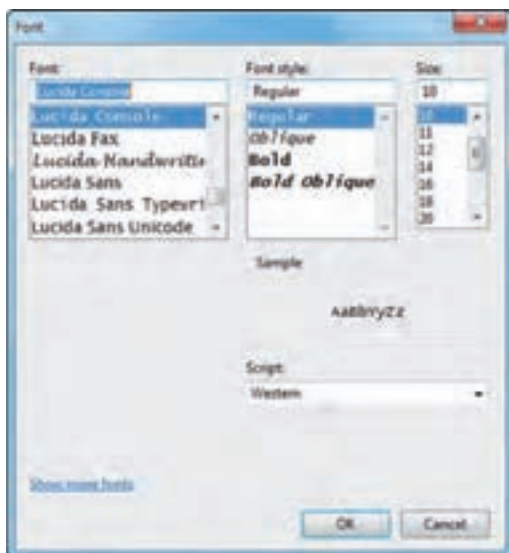 Font
Font:
Lucida Console
Lucida Console
Lucida Fax
Lucida Handwritin
Lucida Sans
Lucida Sans Typewri
Lucida Sans Unicode
Font style:
Regular
Regular
Oblique
Bold
Bold Oblique
Size:
10
10
11
12
14
16
18
20
Sample
AaBbYyZz
Script:
Western
Show more fonts
OK
Cancel